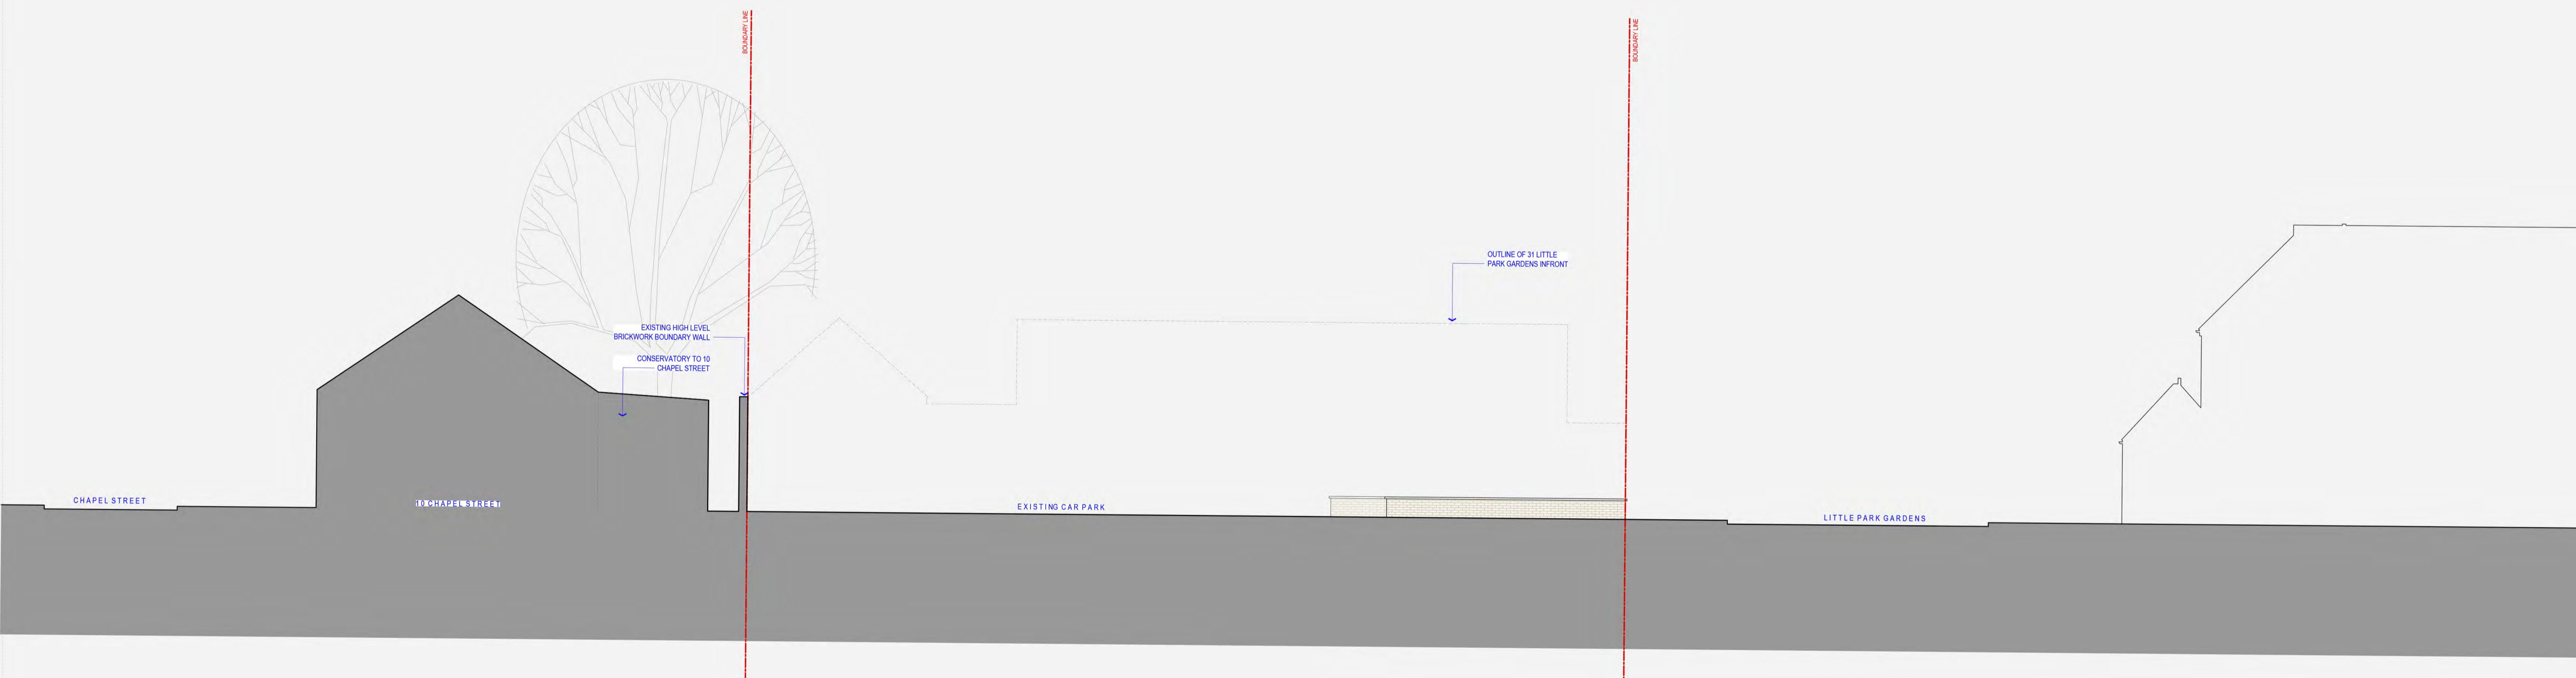 BOUNDARY LINE
BOUNDARY LINE
OUTLINE OF 31 LITTLE
PARK GARDENS INFRONT
EXISTING HIGH LEVEL
BRICKWORK BOUNDARY WALL
CONSERVATORY TO 10
CHAPEL STREET
CHAPEL STREET
10 CHAPEL STREET
EXISTING CAR PARK
LITTLE PARK GARDENS